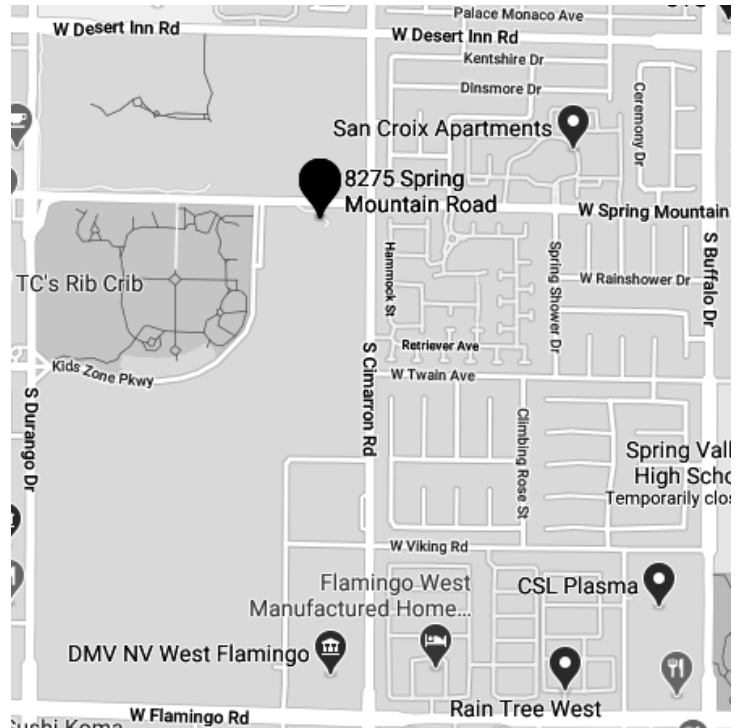 Palace Monaco Ave
W Desert Inn Rd
W Desert Inn Rd
Kentshire Dr
Dinsmore Dr
Ceremony Dr
San Croix Apartments
8275 Spring
Mountain Road
W Spring Mountain
S Buffalo Dr
Hammock St
Spring Shower Dr
W Rainshower Dr
TC's Rib Crib
Retriever Ave
S Cimarron Rd
Kids Zone Pkwy
W Twain Ave
S Durango Dr
Climbing Rose St
Spring Vall
High Scho
Temporarily clos
W Viking Rd
Flamingo West
Manufactured Home...
CSL Plasma
DMV NV West Flamingo
Rain Tree West
W Flamingo Rd